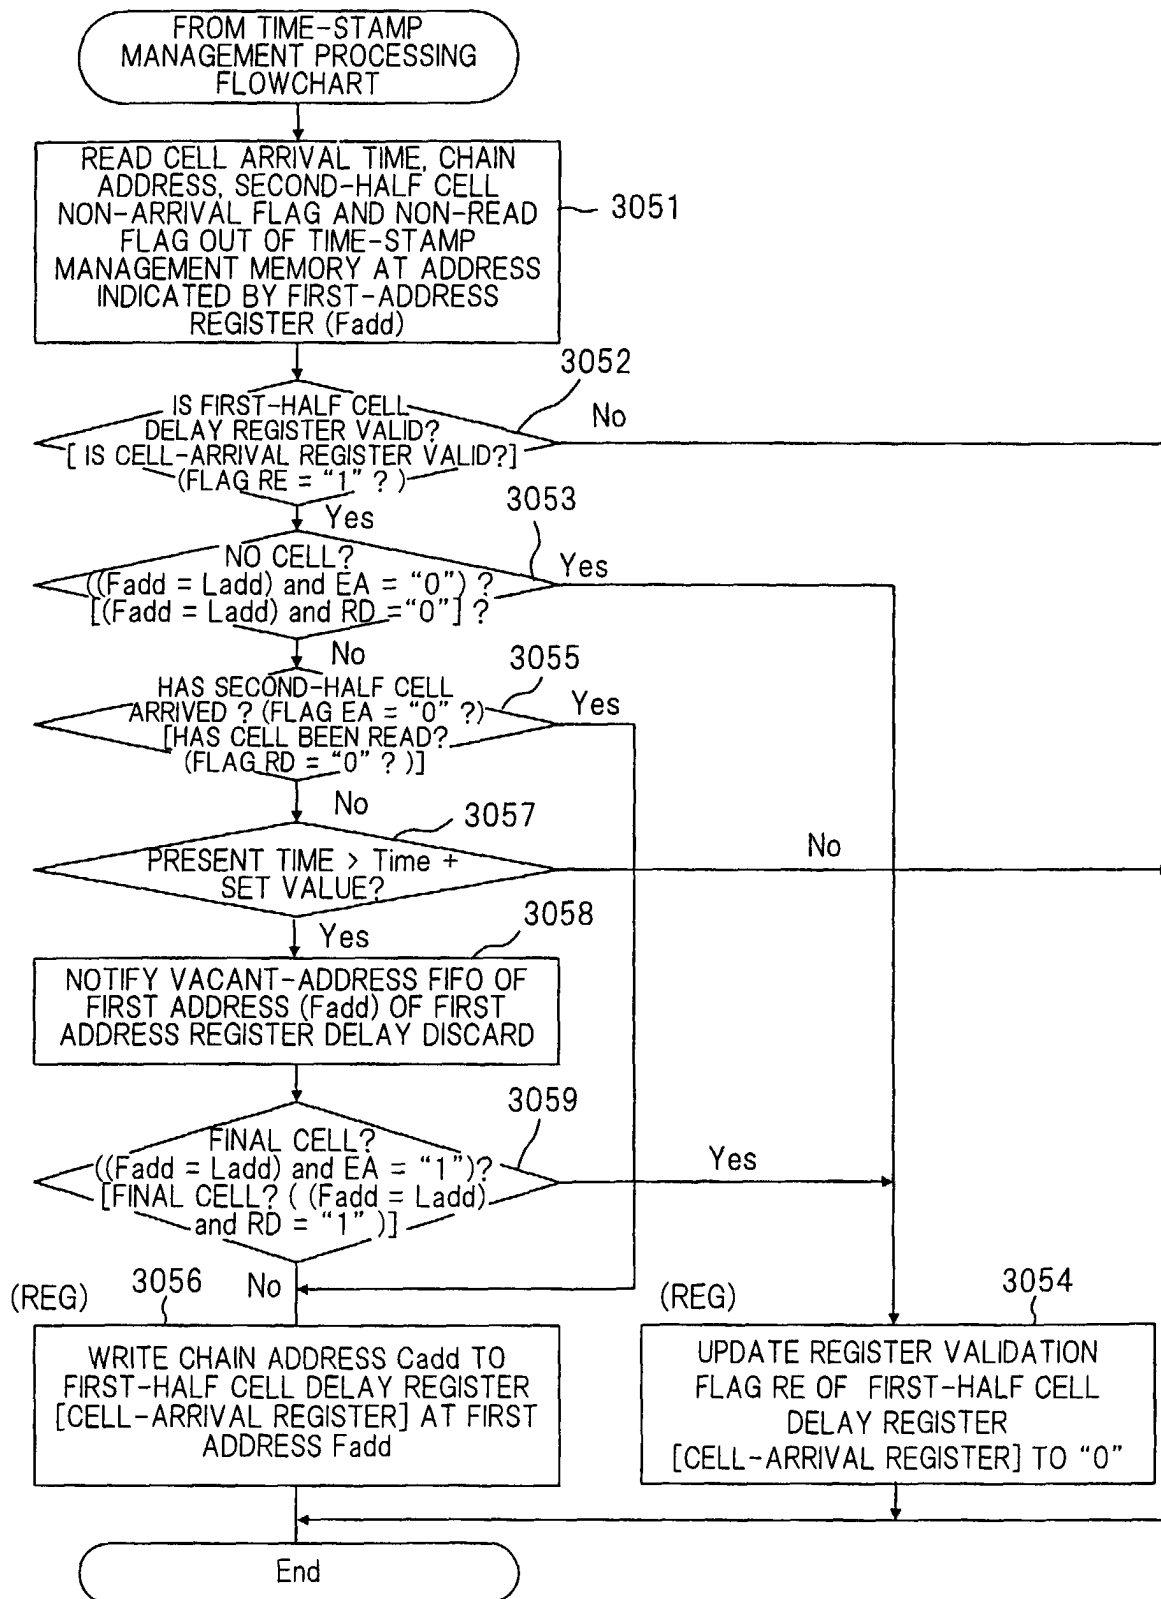 FROM TIME-STAMP
MANAGEMENT PROCESSING
FLOWCHART
READ CELL ARRIVAL TIME, CHAIN
ADDRESS, SECOND-HALF CELL
NON-ARRIVAL FLAG AND NON-READ
FLAG OUT OF TIME-STAMP
MANAGEMENT MEMORY AT ADDRESS
INDICATED BY FIRST-ADDRESS
REGISTER (Fadd)
3051
3052
IS FIRST-HALF CELL
DELAY REGISTER VALID?
[ IS CELL-ARRIVAL REGISTER VALID?]
(FLAG RE = “1” ? )
No
Yes
3053
NO CELL?
((Fadd = Ladd) and EA = “0”) ?
[(Fadd = Ladd) and RD =“0”] ?
Yes
No
3055
HAS SECOND-HALF CELL
ARRIVED ? (FLAG EA = “0” ?)
[HAS CELL BEEN READ?
(FLAG RD = “0” ? )]
Yes
No
3057
PRESENT TIME > Time +
SET VALUE?
No
Yes
3058
NOTIFY VACANT-ADDRESS FIFO OF
FIRST ADDRESS (Fadd) OF FIRST
ADDRESS REGISTER DELAY DISCARD
3059
FINAL CELL?
((Fadd = Ladd) and EA = “1”)?
[FINAL CELL? ( (Fadd = Ladd)
and RD = “1” )]
Yes
No
(REG)
3056
WRITE CHAIN ADDRESS Cadd TO
FIRST-HALF CELL DELAY REGISTER
[CELL-ARRIVAL REGISTER] AT FIRST
ADDRESS Fadd
(REG)
3054
UPDATE REGISTER VALIDATION
FLAG RE OF FIRST-HALF CELL
DELAY REGISTER
[CELL-ARRIVAL REGISTER] TO “0”
End